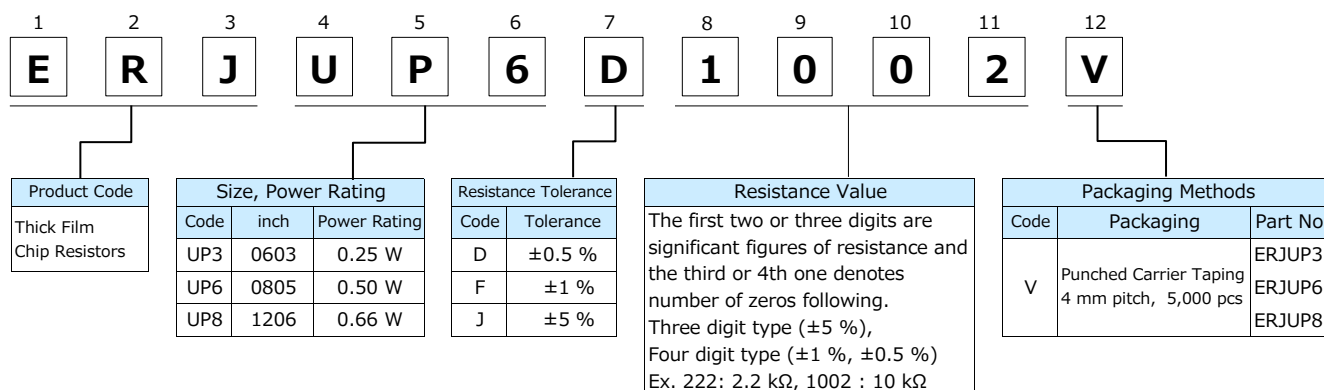 1 2 3 4 5 6 7 8 9 10 11 12
E R J U P 6 D 1 0 0 2 V
Product Code
Thick Film
Chip Resistors
Size, Power Rating
Code inch Power Rating
UP3 0603 0.25 W
UP6 0805 0.50 W
UP8 1206 0.66 W
Resistance Tolerance
Code Tolerance
D ±0.5 %
F ±1 %
J ±5 %
Resistance Value
The first two or three digits are
significant figures of resistance and
the third or 4th one denotes
number of zeros following.
Three digit type (±5 %),
Four digit type (±1 %, ±0.5 %)
Ex. 222: 2.2 kΩ, 1002 : 10 kΩ
Packaging Methods
Code Packaging Part No
V
Punched Carrier Taping
4 mm pitch, 5,000 pcs
ERJUP3
ERJUP6
ERJUP8